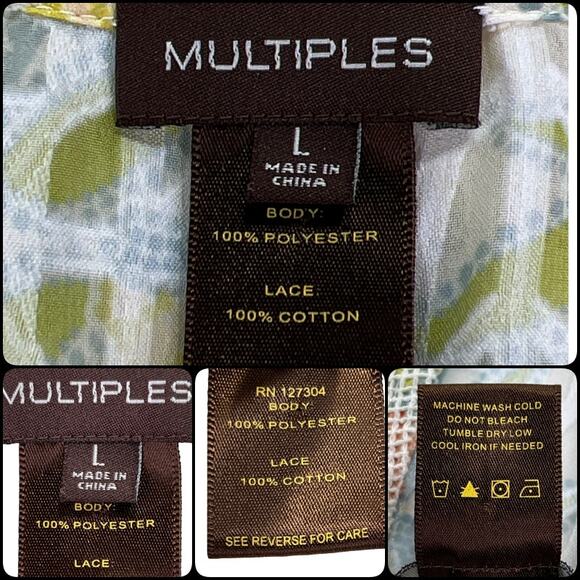 MULTIPLES
L
MADE IN
CHINA
BODY:
100% POLYESTER
LACE:
100% COTTON
MULTIPLES
L
MADE IN
CHINA
BODY:
100% POLYESTER
LACE:
RN 127304
BODY:
100% POLYESTER
LACE:
100% COTTON
SEE REVERSE FOR CARE
MACHINE WASH COLD
DO NOT BLEACH
TUMBLE DRY LOW
COOL IRON IF NEEDED